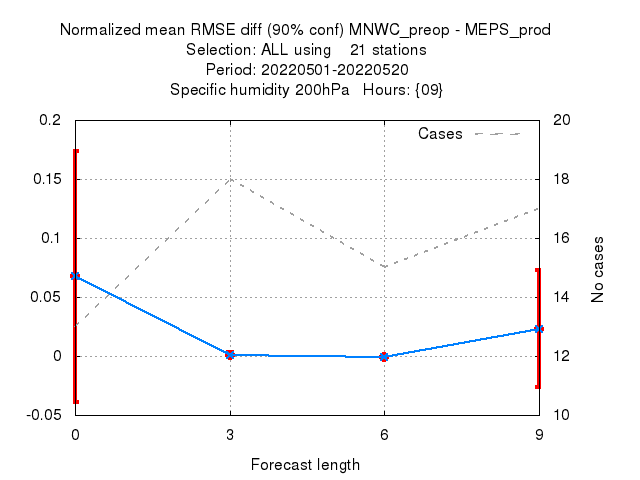 Normalized mean RMSE diff (90% conf) MNWC_preop - MEPS_prod
Selection: ALL using    21 stations
Period: 20220501-20220520
Specific humidity 200hPa   Hours: {09}
Cases
0.2
0.15
0.1
0.05
0
-0.05
20
18
16
14
12
10
No cases
0 3 6 9
Forecast length